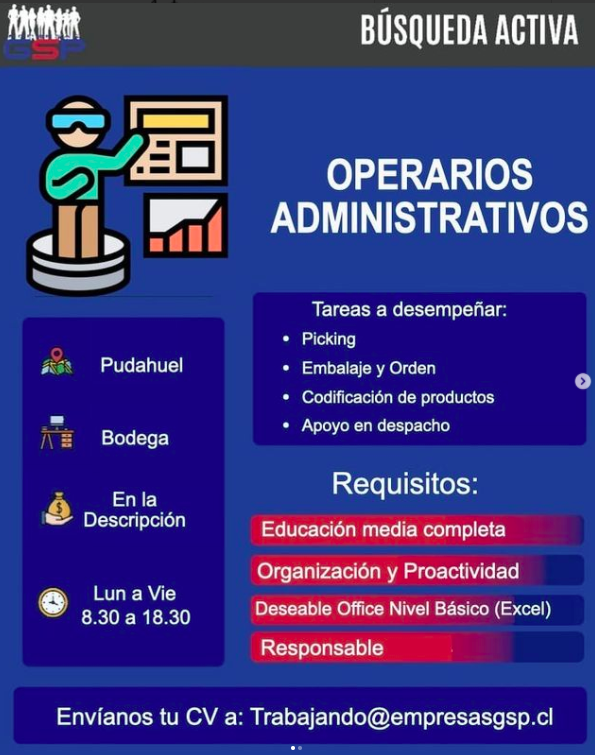 GSP
BÚSQUEDA ACTIVA
OPERARIOS
ADMINISTRATIVOS
Pudahuel
Bodega
En la
Descripción
Lun a Vie
8.30 a 18.30
Tareas a desempeñar:
• Picking
• Embalaje y Orden
• Codificación de productos
• Apoyo en despacho
Requisitos:
Educación media completa
Organización y Proactividad
Deseable Office Nivel Básico (Excel)
Responsable
Envíanos tu CV a: Trabajando@empresasgsp.cl